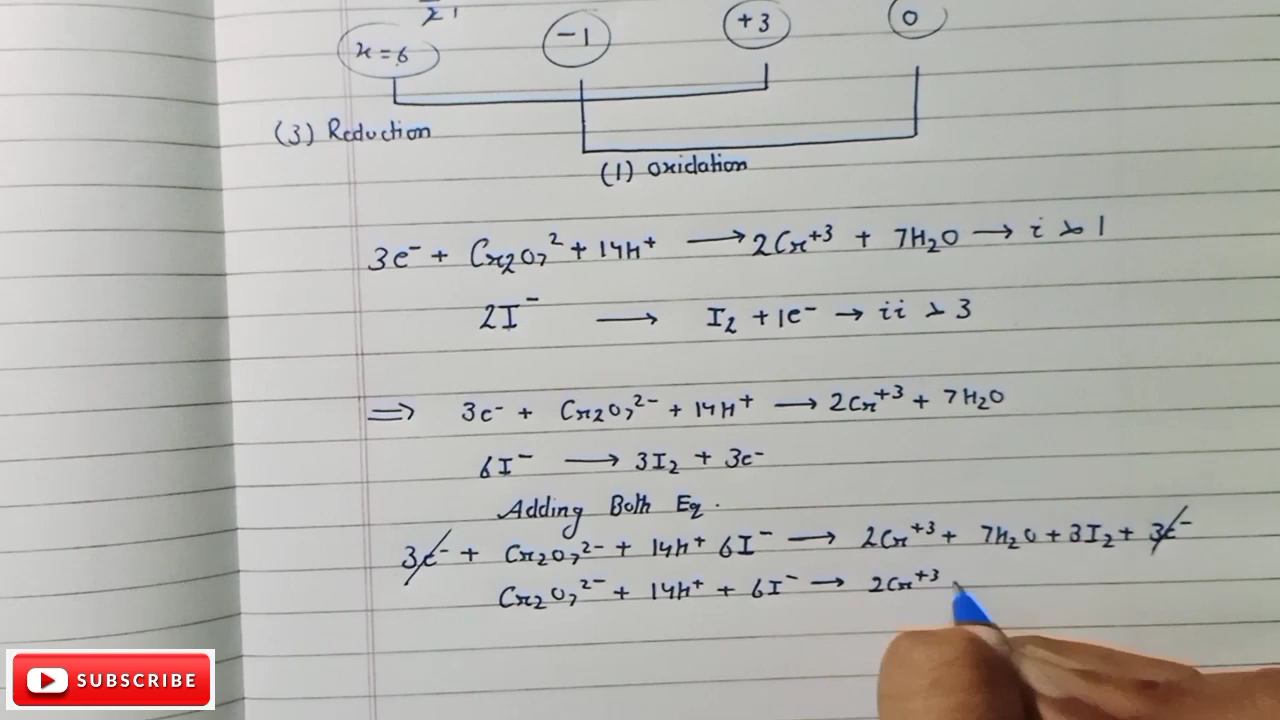 x=6 -1 +3 0
(3) Reduction
(1) oxidation
3e⁻ + Cr₂O₇² + 14H⁺ ⟶ 2Cr⁺³ + 7H₂O → i × 1
2I⁻ ⟶ I₂ + 1e⁻ → ii × 3
⇒ 3e⁻ + Cr₂O₇²⁻ + 14H⁺ ⟶ 2Cr⁺³ + 7H₂O
6I⁻ ⟶ 3I₂ + 3e⁻
Adding Both Eq.
3e⁻ + Cr₂O₇²⁻ + 14H⁺ 6I⁻ ⟶ 2Cr⁺³ + 7H₂O + 3I₂ + 3e⁻
Cr₂O₇²⁻ + 14H⁺ + 6I⁻ → 2Cr⁺³
SUBSCRIBE